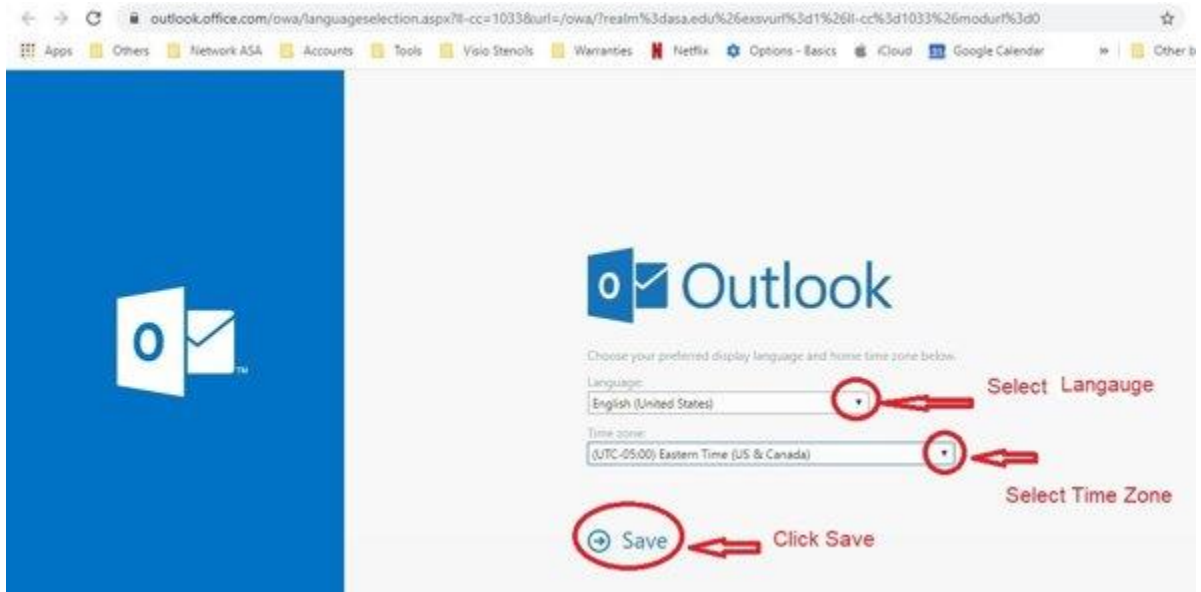 outlook.office.com/owa/languageselection.aspx?ll-cc=1033&url=/owa/?realm%3dasa.edu%26exsvurl%3d1%26ll-cc%3d1033%26modurl%3d0
Apps Others Network ASA Accounts Tools Visio Stencils Warranties Netflix Options - Basics iCloud Google Calendar » Other b
O Outlook
O TM
Choose your preferred display language and home time zone below.
Language:
English (United States)
Select Langauge
Time zone:
(UTC-05:00) Eastern Time (US & Canada)
Select Time Zone
Save
Click Save